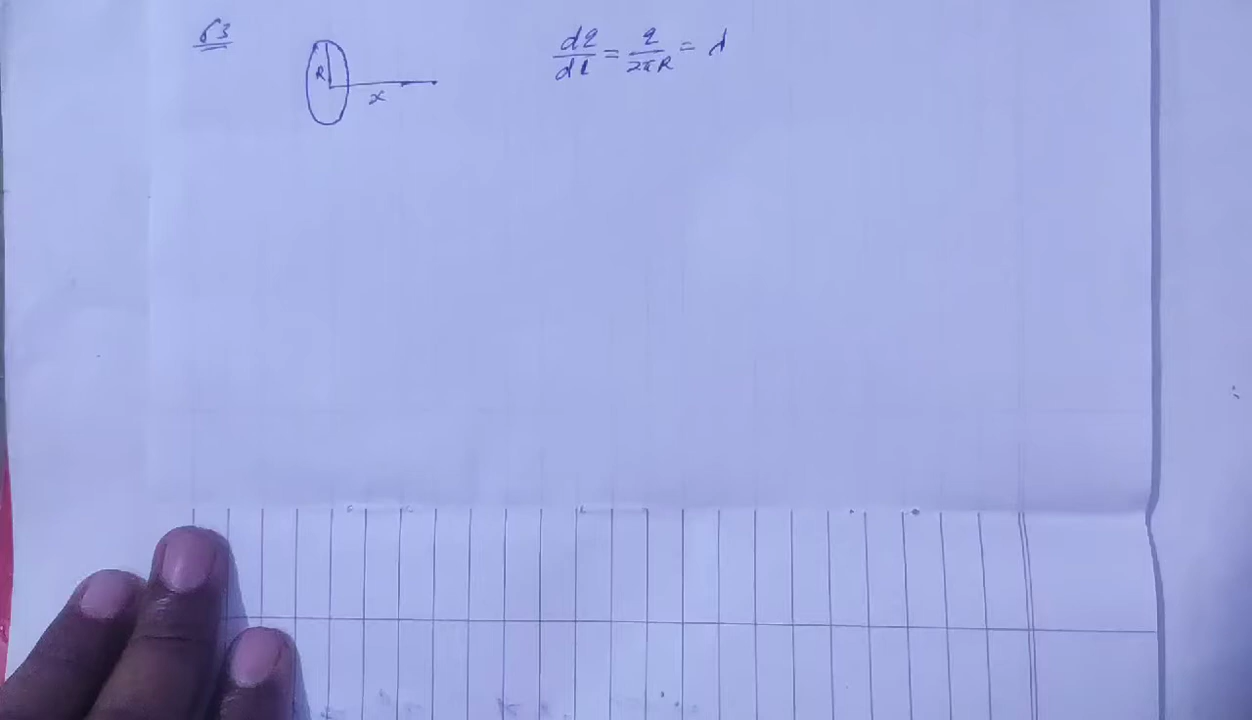 63
R
x
dq/dl = q/2πR = λ